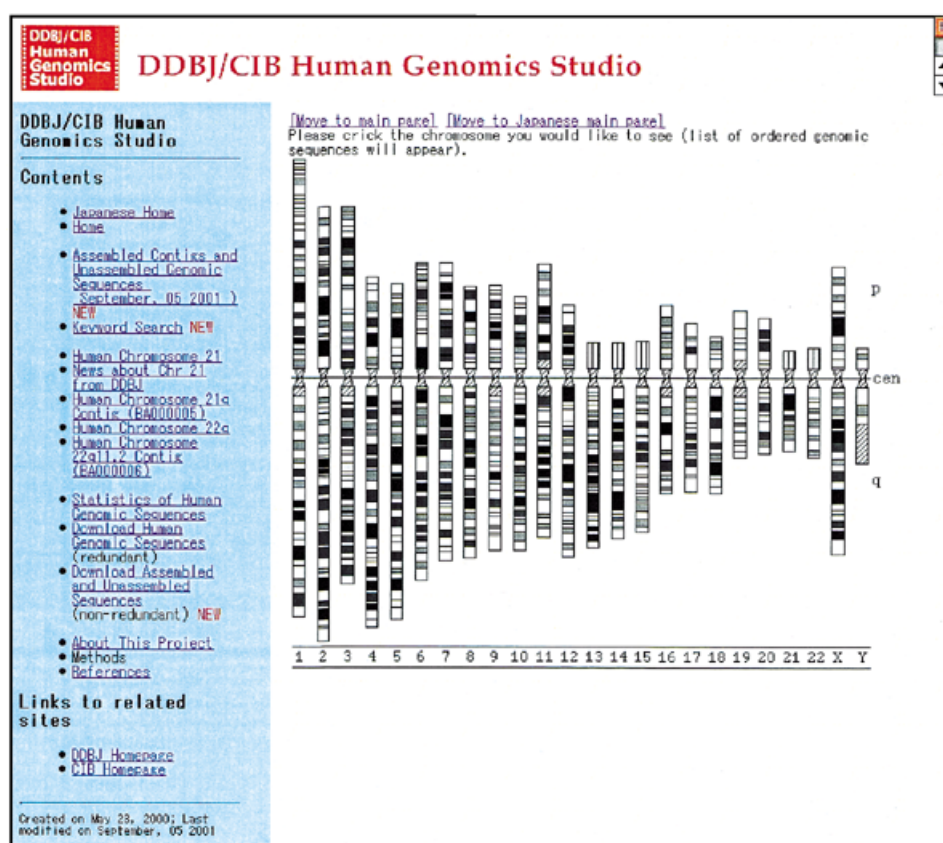 DDBJ/CIB
Human
Genomics
Studio
DDBJ/CIB Human Genomics Studio
DDBJ/CIB Human
Genomics Studio
Contents
Japanese Home
Home
Assembled Contigs and
Unassembled Genomic
Sequences
September, 05 2001 )
NEW
Keyword Search NEW
Human Chromosome 21
News about Chr 21
from DDBJ
Human Chromosome 21q
Contig (BA000005)
Human Chromosome 22q
Human Chromosome
22q11.2 Contig
(BA000006)
Statistics of Human
Genomic Sequences
Download Human
Genomic Sequences
(redundant)
Download Assembled
and Unassembled
Sequences
(non-redundant) NEW
About This Project
Methods
References
Links to related
sites
DDBJ Homepage
CIB Homepage
Created on May 23, 2000; Last
modified on September, 05 2001
[Move to main page] [Move to Japanese main page]
Please crick the chromosome you would like to see (list of ordered genomic
sequences will appear).
p
cen
q
1 2 3 4 5 6 7 8 9 10 11 12 13 14 15 16 17 18 19 20 21 22 X Y